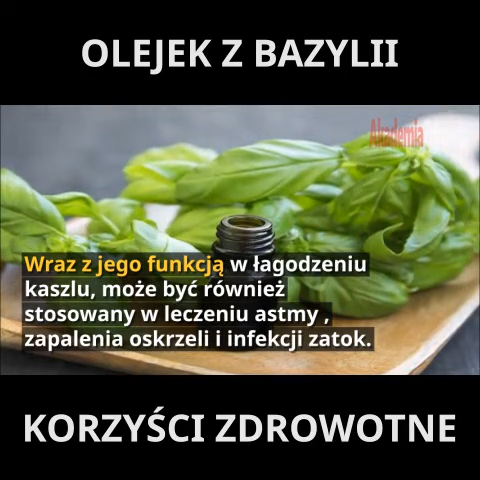 OLEJEK Z BAZYLII
Akademia
Wraz z jego funkcją w łagodzeniu
kaszlu, może być również
stosowany w leczeniu astmy ,
zapalenia oskrzeli i infekcji zatok.
KORZYŚCI ZDROWOTNE